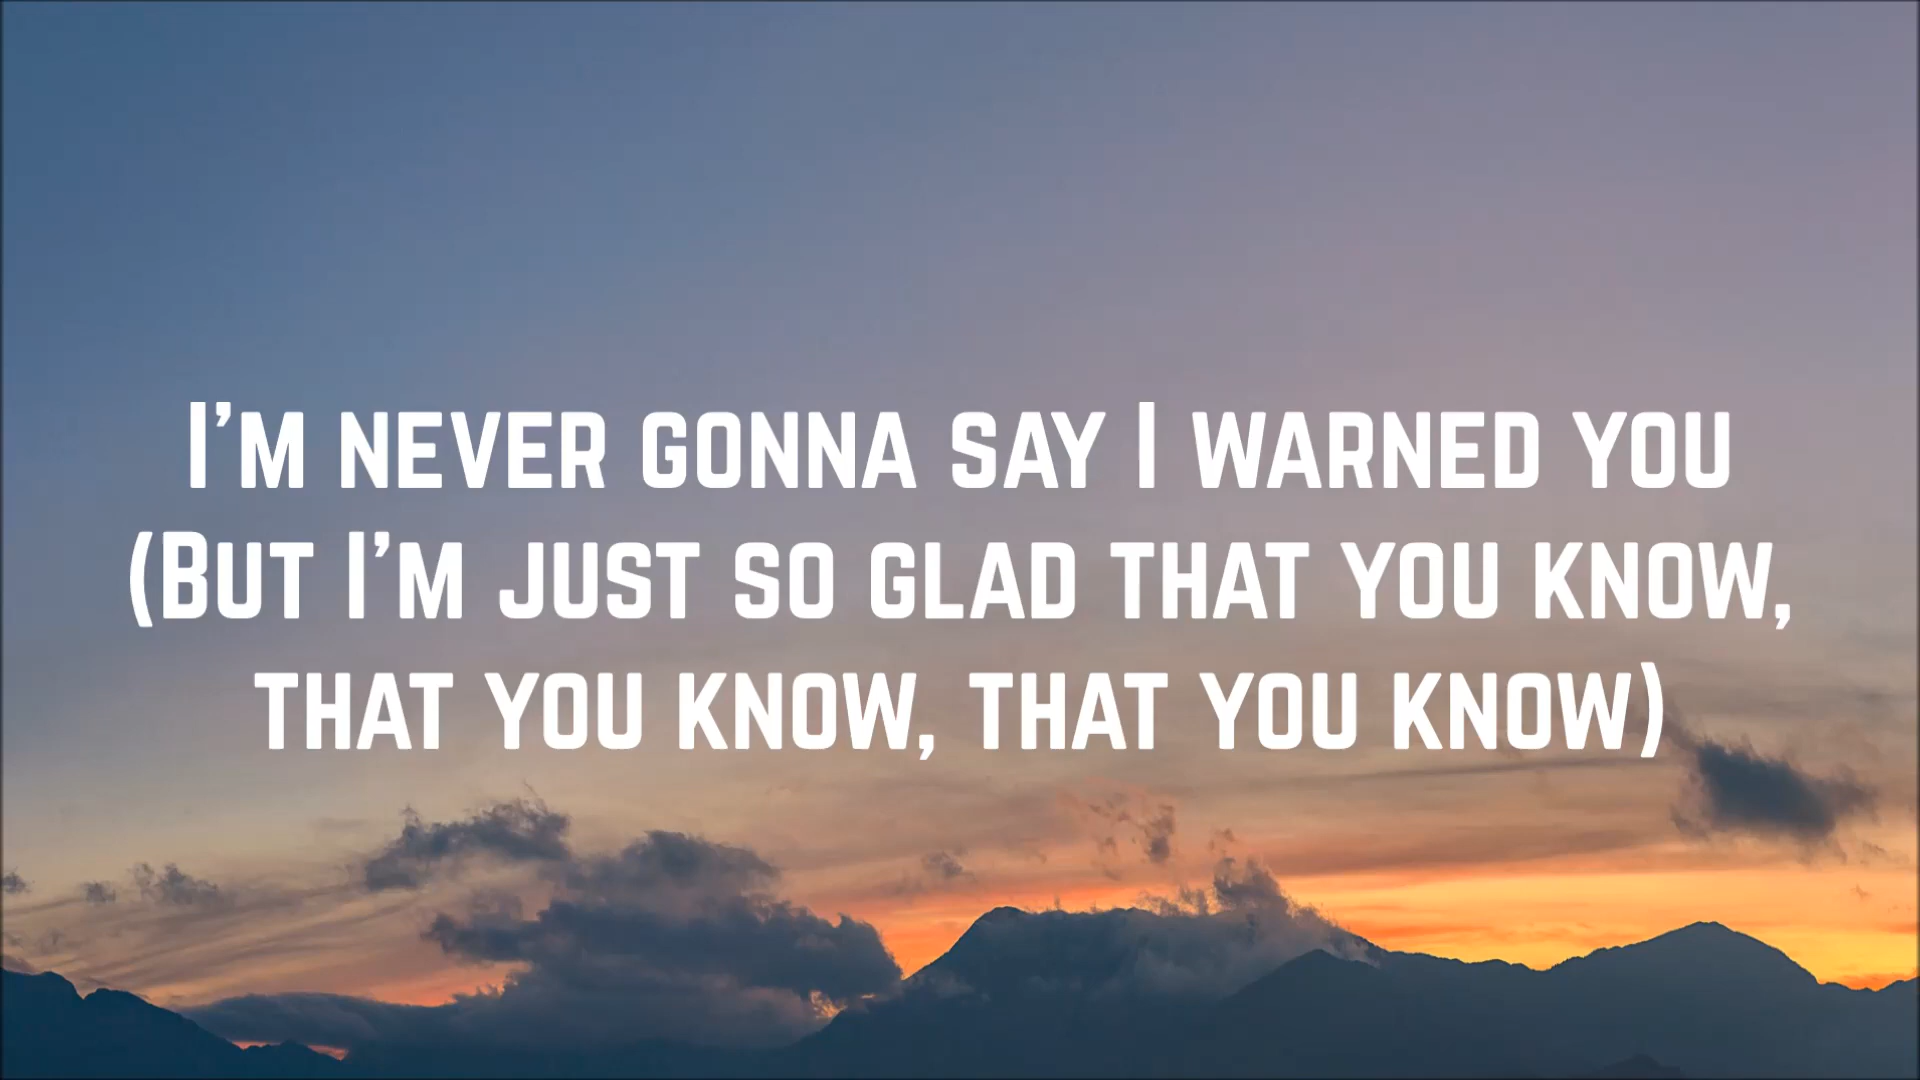 I'm never gonna say I warned you
(But I'm just so glad that you know,
that you know, that you know)